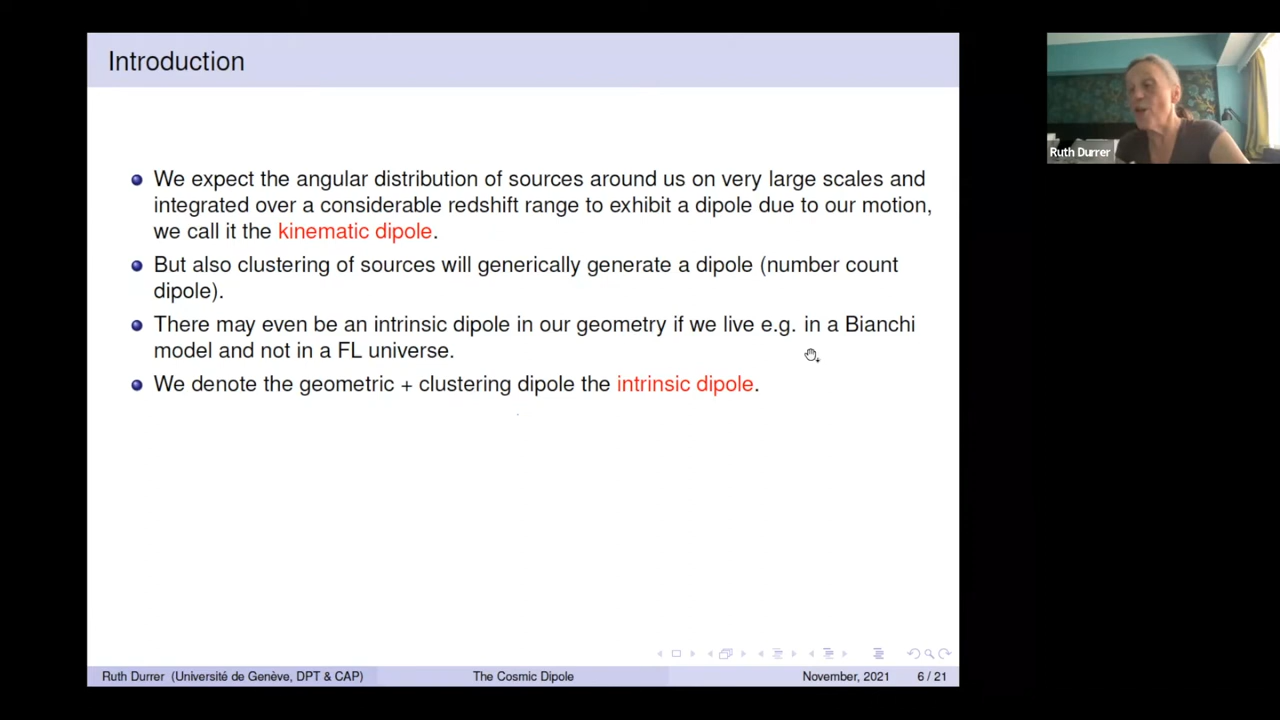 Introduction
We expect the angular distribution of sources around us on very large scales and
integrated over a considerable redshift range to exhibit a dipole due to our motion,
we call it the kinematic dipole.
But also clustering of sources will generically generate a dipole (number count
dipole).
There may even be an intrinsic dipole in our geometry if we live e.g. in a Bianchi
model and not in a FL universe.
We denote the geometric + clustering dipole the intrinsic dipole.
Ruth Durrer (Université de Genève, DPT & CAP)
The Cosmic Dipole
November, 2021
6 / 21
Ruth Durrer